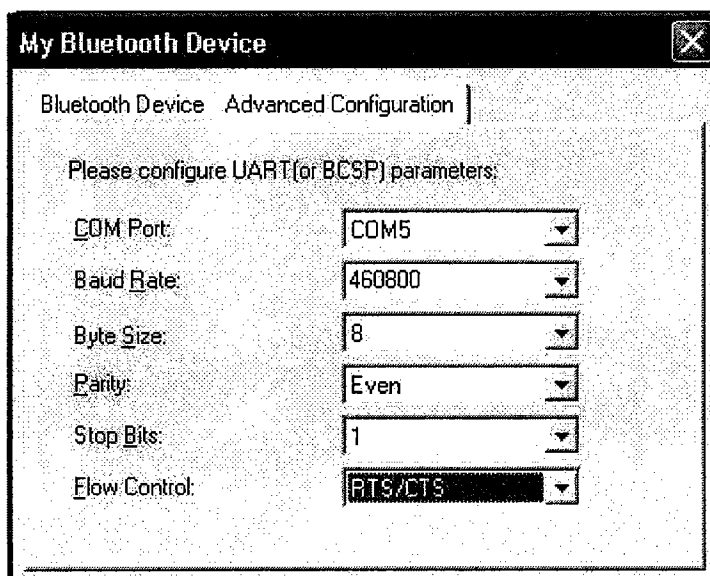 My Bluetooth Device
Bluetooth Device Advanced Configuration
Please configure UART(or BCSP) parameters:
COM Port: COM5
Baud Rate: 460800
Byte Size: 8
Parity: Even
Stop Bits: 1
Flow Control: RTS/CTS